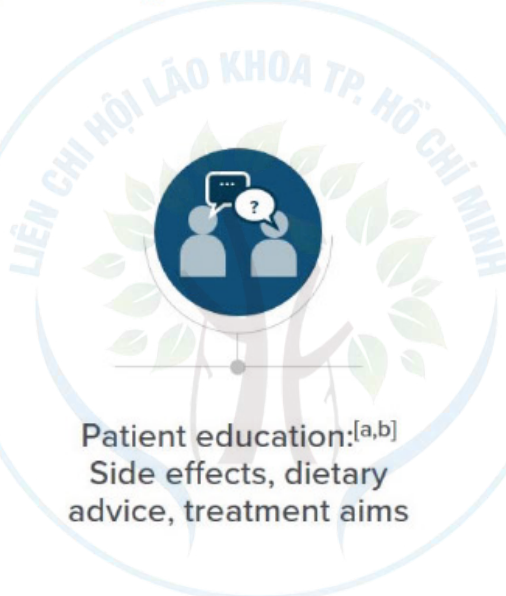 LIÊN CHI HỘI LÃO KHOA TP. HỒ CHÍ MINH
...
?
Patient education:[a,b]
Side effects, dietary
advice, treatment aims